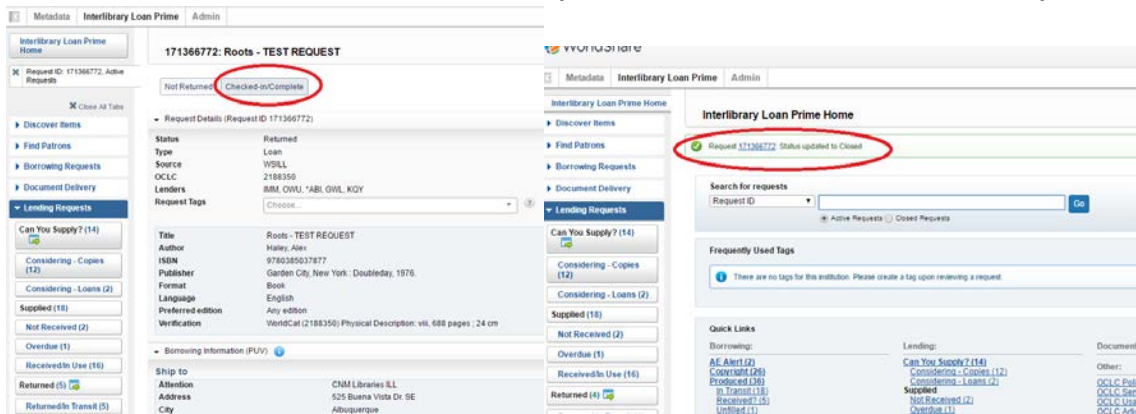 Metadata Interlibrary Loan Prime Admin
Interlibrary Loan Prime
Home
Request ID: 171366772, Active
Requests
Close All Tabs
Discover Items
Find Patrons
Borrowing Requests
Document Delivery
Lending Requests
Can You Supply? (14)
Considering - Copies
(12)
Considering - Loans (2)
Supplied (18)
Not Received (2)
Overdue (1)
Received/In Use (16)
Returned (5)
Returned/In Transit (5)
171366772: Roots - TEST REQUEST
Not Returned Checked-in/Complete
Request Details (Request ID 171366772)
Status Returned
Type Loan
Source WSILL
OCLC 2188350
Lenders IMM, OWU, *ABI, GWL, KQY
Request Tags Choose...
Title Roots - TEST REQUEST
Author Haley, Alex
ISBN 9780385037877
Publisher Garden City, New York : Doubleday, 1976.
Format Book
Language English
Preferred edition Any edition
Verification WorldCat (2188350) Physical Description: viii, 688 pages ; 24 cm
Borrowing Information (PUV)
Ship to
Attention CNM Libraries ILL
Address 525 Buena Vista Dr. SE
City Albuquerque
WorldShare
Metadata Interlibrary Loan Prime Admin
Interlibrary Loan Prime Home
Discover Items
Find Patrons
Borrowing Requests
Document Delivery
Lending Requests
Can You Supply? (14)
Considering - Copies
(12)
Considering - Loans (2)
Supplied (18)
Not Received (2)
Overdue (1)
Received/In Use (16)
Returned (4)
Interlibrary Loan Prime Home
Request 171366772 Status updated to Closed
Search for requests
Request ID Go
Active Requests Closed Requests
Frequently Used Tags
There are no tags for this institution. Please create a tag upon reviewing a request.
Quick Links
Borrowing: Lending: Document
AE Alert (2) Can You Supply? (14)
Copyright (26) Considering - Copies (12) Other:
Produced (36) Considering - Loans (2) OCLC Poli
In Transit (18) Supplied OCLC Ser
Received? (5) Not Received (2) OCLC Usa
Unfilled (1) Overdue (1)